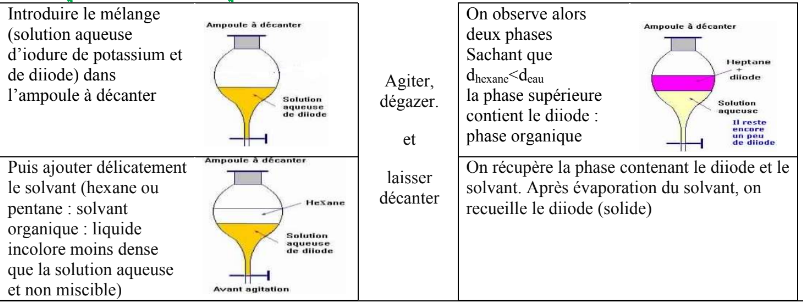 Introduire le mélange
(solution aqueuse
d'iodure de potassium et
de diiode) dans
l'ampoule à décanter
Ampoule à décanter
Solution
aqueuse
de diiode
Puis ajouter délicatement
le solvant (hexane ou
pentane : solvant
organique : liquide
incolore moins dense
que la solution aqueuse
et non miscible)
Ampoule à décanter
HeXane
Solution
aqueuse
de diiode
Avant agitation
Agiter,
dégazer.
et
laisser
décanter
On observe alors
deux phases
Sachant que
dhexane<deau
la phase supérieure
contient le diiode :
phase organique
Ampoule à décanter
Heptane
+
diiode
Solution
aqueuse
Il reste
encore
un peu
de diiode
On récupère la phase contenant le diiode et le
solvant. Après évaporation du solvant, on
recueille le diiode (solide)